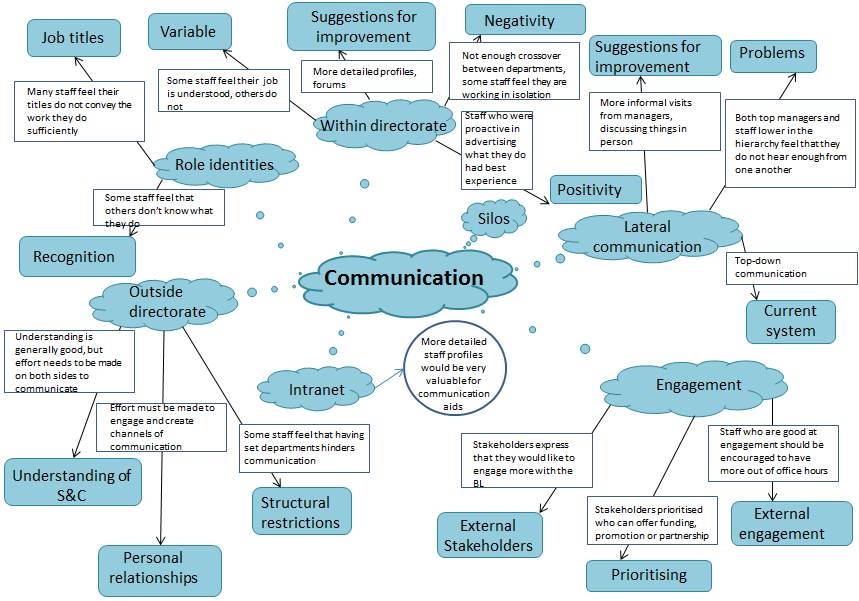 Job titles
Variable
Suggestions for
improvement
Negativity
Suggestions for
improvement
Problems
Many staff feel their
titles do not convey the
work they do
sufficiently
Some staff feel their job
is understood, others do
not
More detailed profiles,
forums
Not enough crossover
between departments,
some staff feel they are
working in isolation
More informal visits
from managers,
discussing things in
person
Both top managers and
staff lower in the
hierarchy feel that they
do not hear enough from
one another
Within directorate
Staff who were
proactive in
advertising
what they do
had best
experience
Role identities
Some staff feel that
others don't know what
they do
Positivity
Silos
Lateral
communication
Recognition
Top-down
communication
Communication
Outside
directorate
Current
system
Understanding is
generally good, but
effort needs to be made
on both sides to
communicate
More detailed
staff profiles
would be very
valuable for
communication
aids
Intranet
Engagement
Effort must be made to
engage and create
channels of
communication
Some staff feel that having
set departments hinders
communication
Stakeholders express
that they would like to
engage more with the
BL
Staff who are good at
engagement should be
encouraged to have
more out of office hours
Understanding of
S&C
Structural
restrictions
Stakeholders prioritised
who can offer funding,
promotion or partnership
External
Stakeholders
External
engagement
Personal
relationships
Prioritising